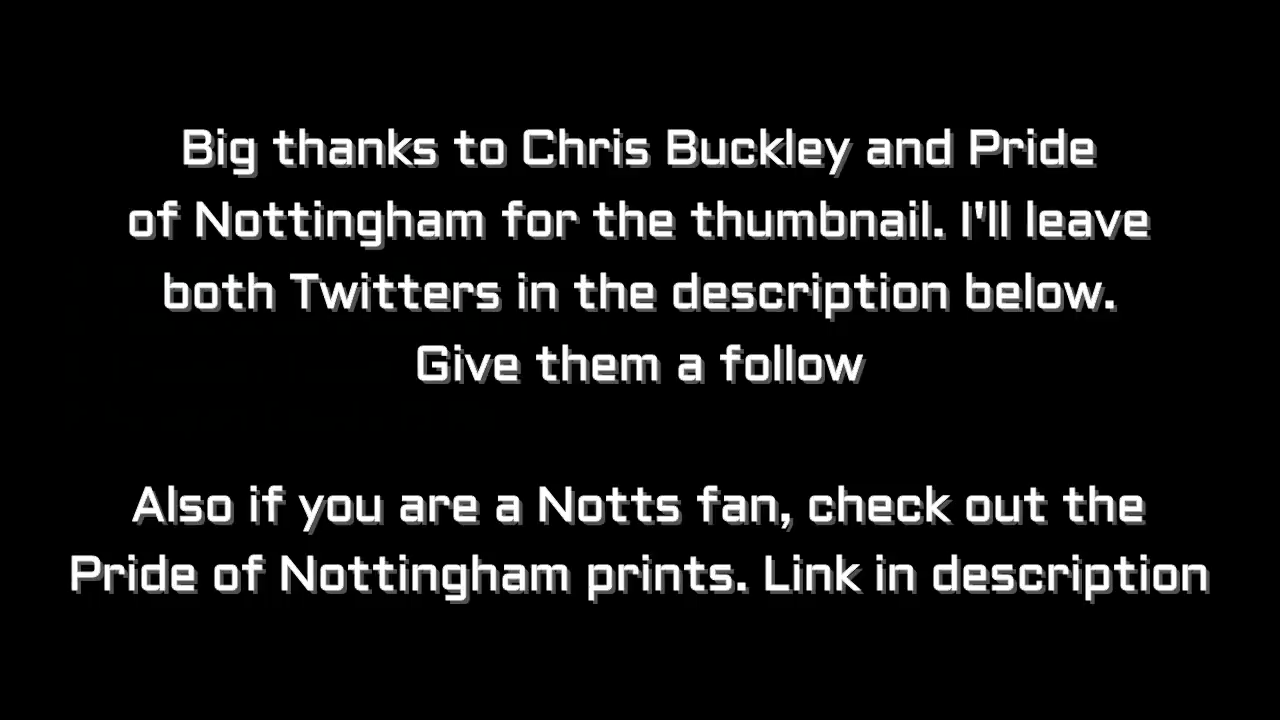 Big thanks to Chris Buckley and Pride
of Nottingham for the thumbnail. I'll leave
both Twitters in the description below.
Give them a follow
Also if you are a Notts fan, check out the
Pride of Nottingham prints. Link in description